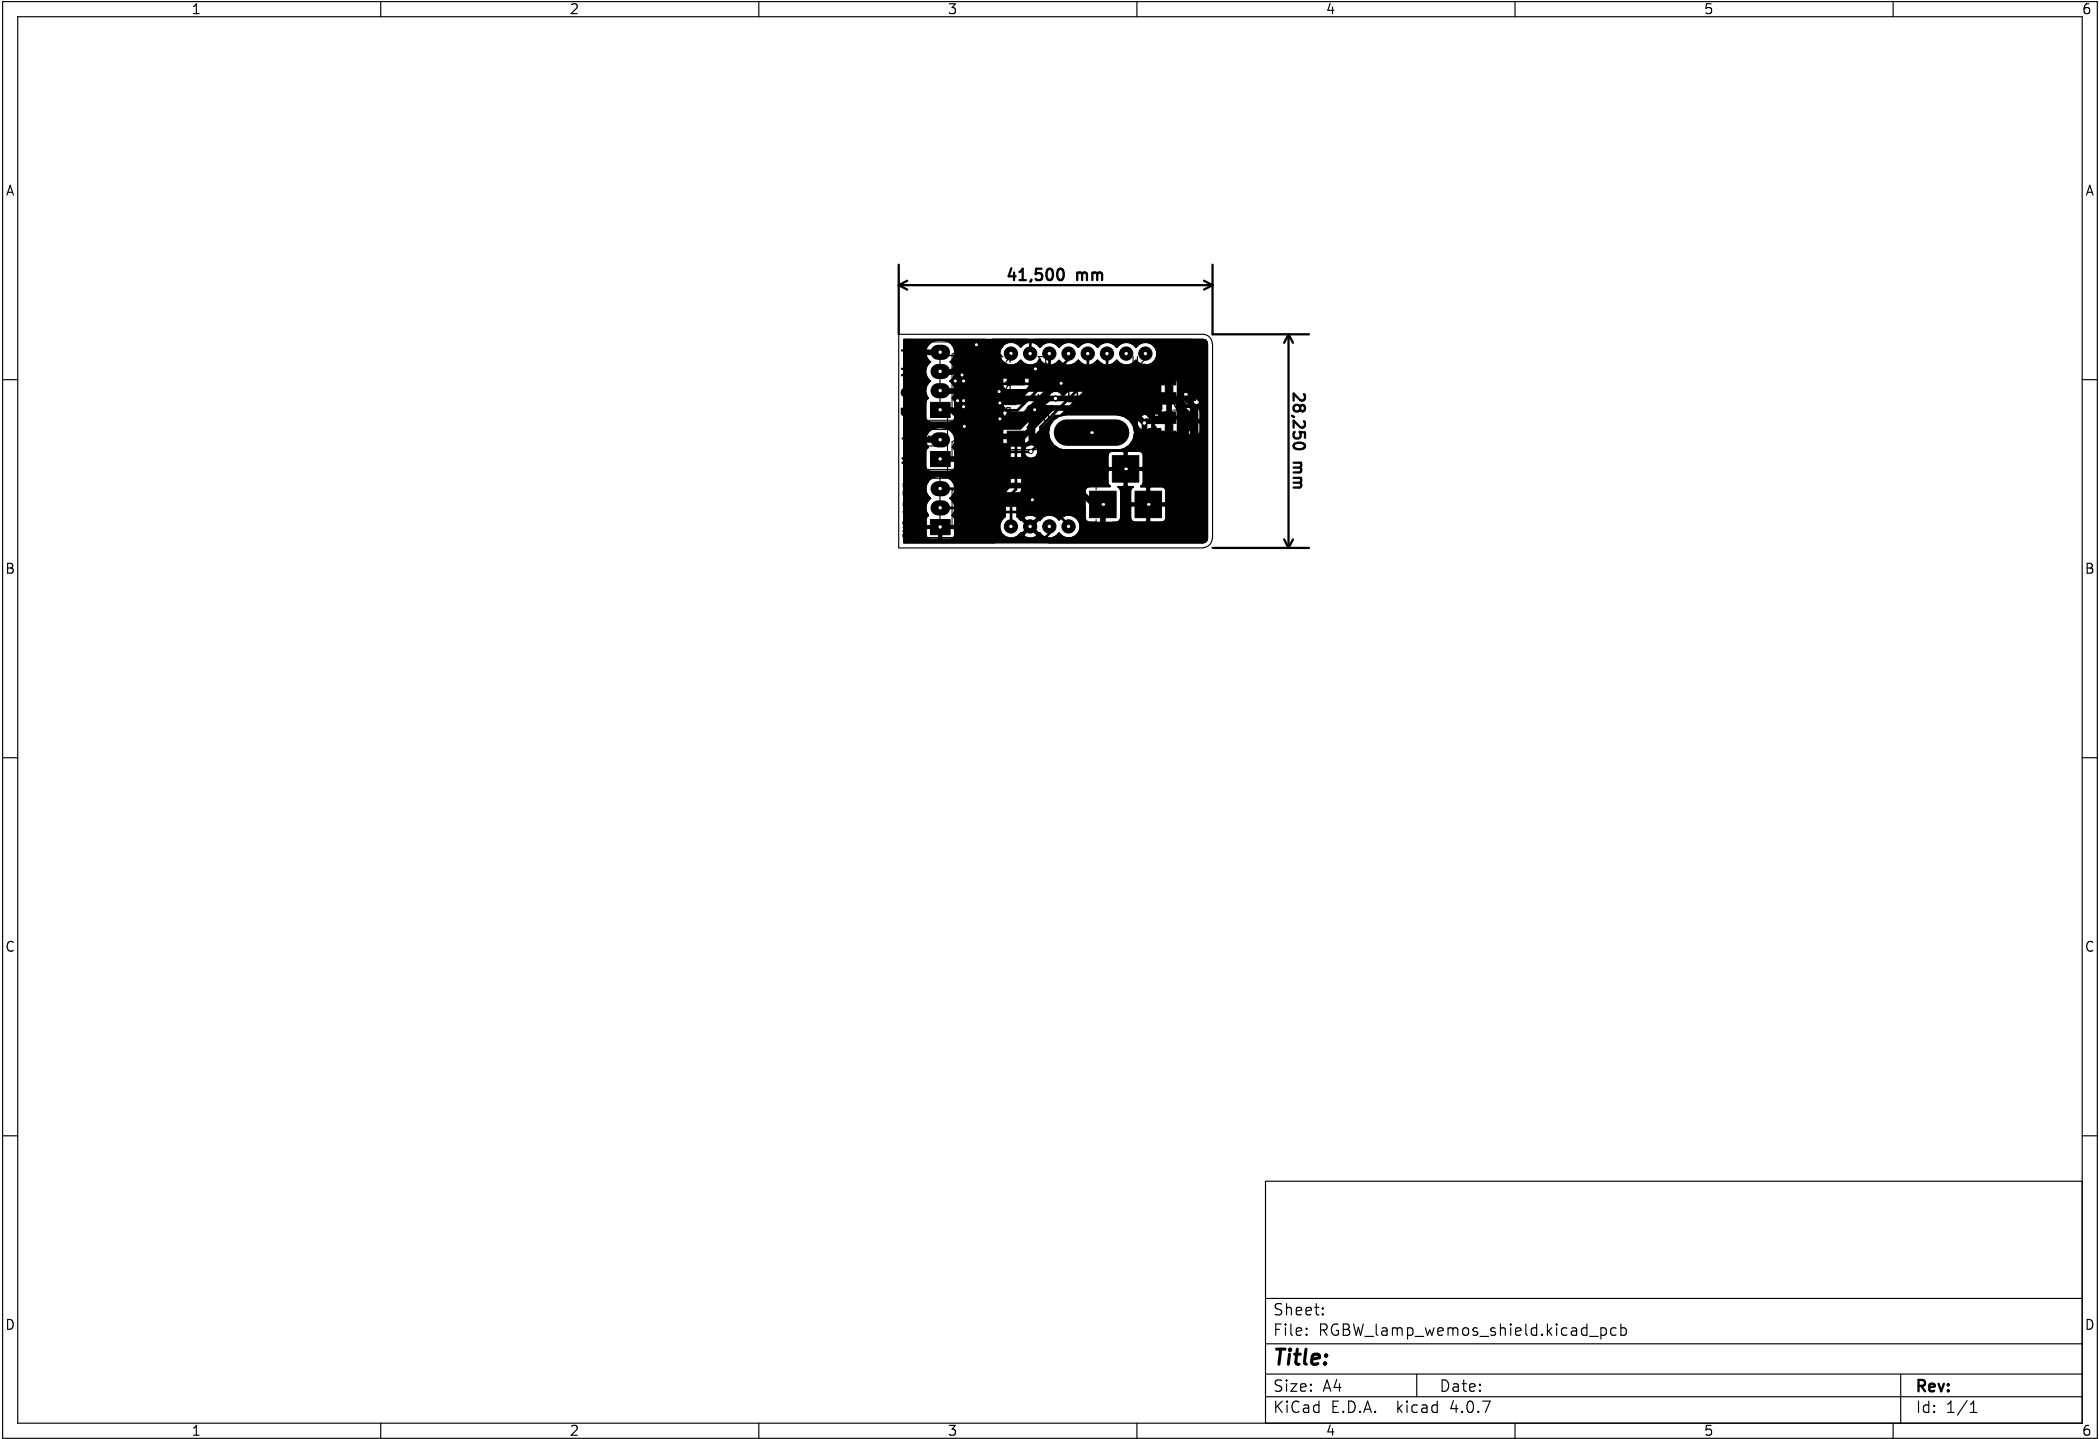 1 2 3 4 5 6
A A
41,500 mm
28,250 mm
B B
C C
D D
Sheet:
File: RGBW_lamp_wemos_shield.kicad_pcb
Title:
Size: A4 Date: Rev:
KiCad E.D.A. kicad 4.0.7 Id: 1/1
1 2 3 4 5 6